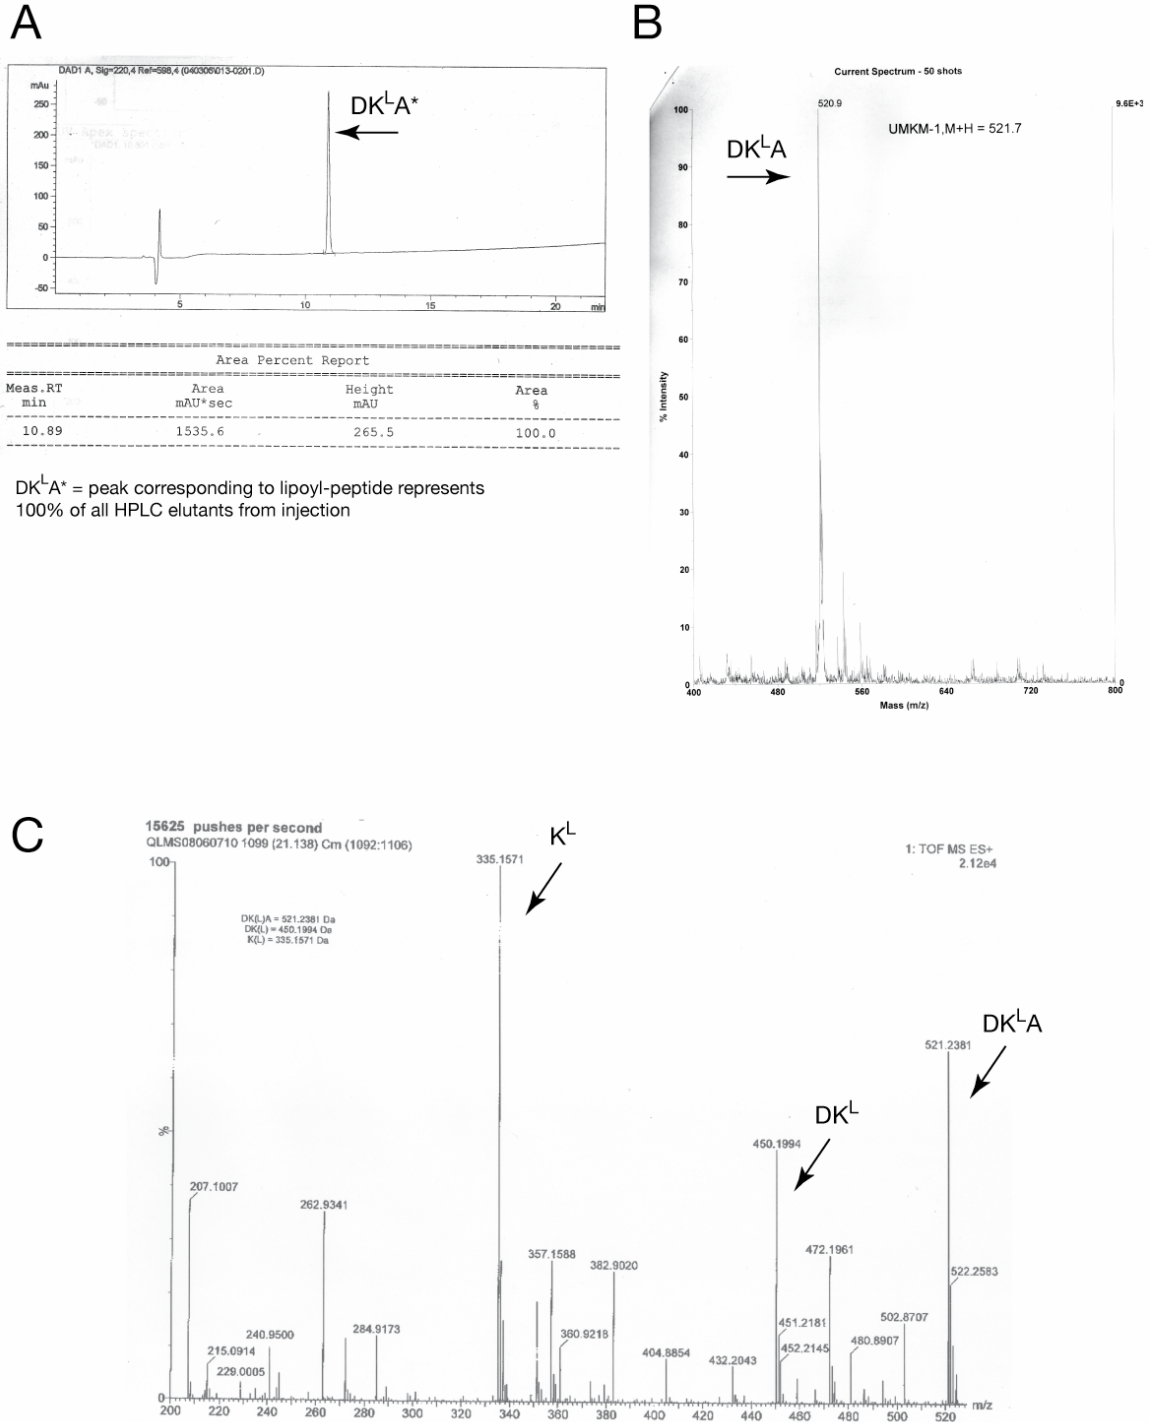 A
DAD1 A, Sig=220,4 Ref=598,4 (040306\013-0201.D)
mAu
250
200
150
100
50
0
-50
DKLA*
5
10
15
20
min
Area Percent Report
Meas.RT Area Height Area
min mAU*sec mAU %
10.89 1535.6 265.5 100.0
DKLA* = peak corresponding to lipoyl-peptide represents
100% of all HPLC elutants from injection
B
Current Spectrum - 50 shots
520.9
9.6E+3
UMKM-1,M+H = 521.7
DKLA
100
90
80
70
60
50
40
30
20
10
0
% Intensity
0
400
480
560
640
720
800
Mass (m/z)
C
15625 pushes per second
QLMS08060710 1099 (21.138) Cm (1092:1106)
1: TOF MS ES+
2.12e4
100
%
0
DK(L)A = 521.2381 Da
DK(L) = 450.1994 De
K(L) = 335.1571 Da
KL
335.1571
DKLA
521.2381
DKL
450.1994
207.1007
262.9341
357.1588
382.9020
472.1961
522.2583
240.9500
284.9173
360.9218
451.2181
502.8707
215.0914
404.8854
452.2145
480.8907
229.0005
432.2043
200
220
240
260
280
300
320
340
360
380
400
420
440
460
480
500
520
m/z